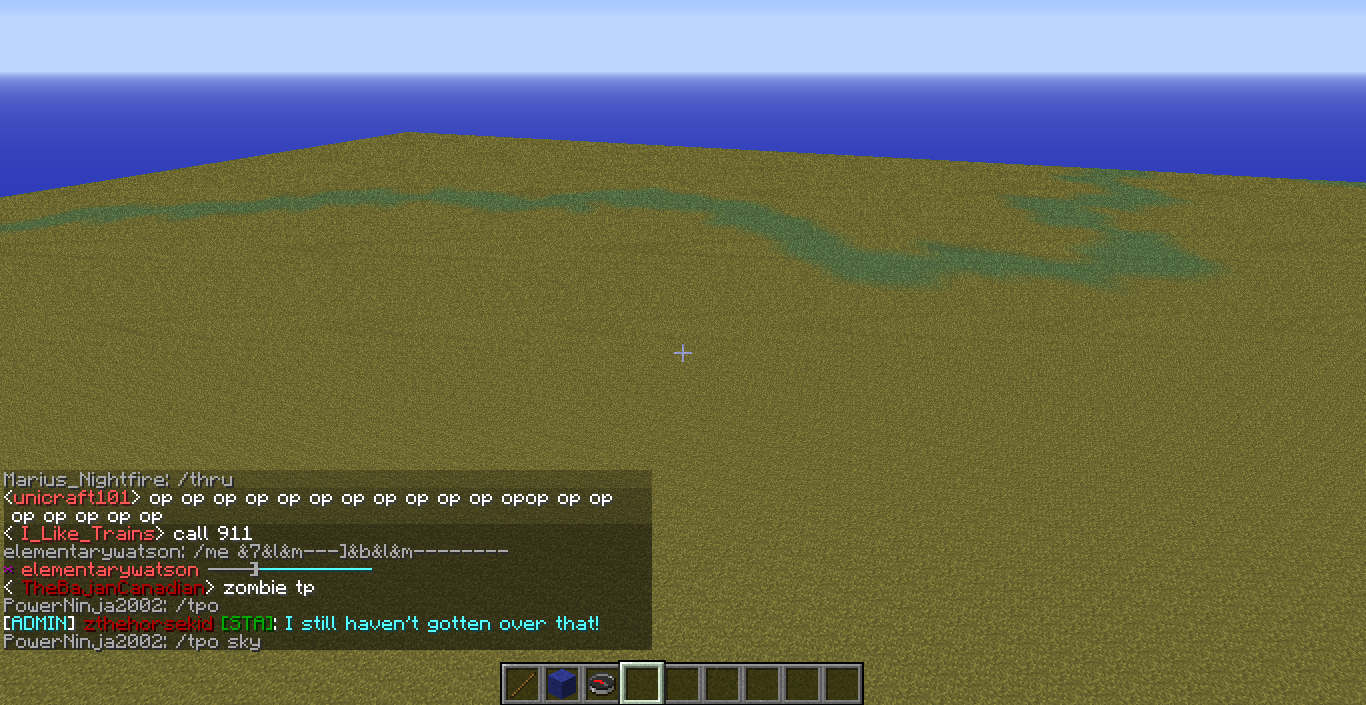 Marius_Nightfire: /thru
<unicraft101> op op op op op op op op op op op opop op op
op op op op op
< I_Like_Trains> call 911
elementarywatson: /me &7&l&m---]&b&l&m--------
* elementarywatson ---]--------
< TheBajanCanadian> zombie tp
PowerNinja2002: /tpo
[ADMIN] zthehorsekid [STA]: I still haven't gotten over that!
PowerNinja2002: /tpo sky